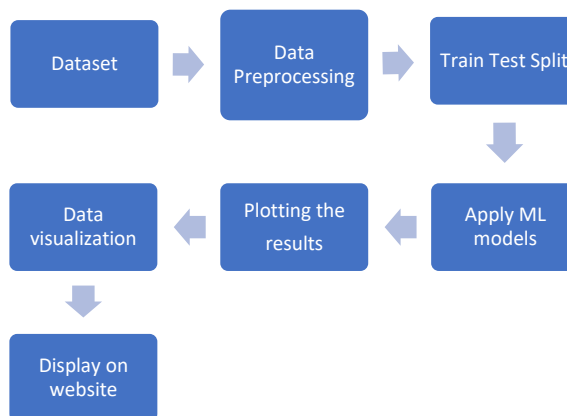 Dataset
Data
Preprocessing
Train Test Split
Apply ML
models
Plotting the
results
Data
visualization
Display on
website